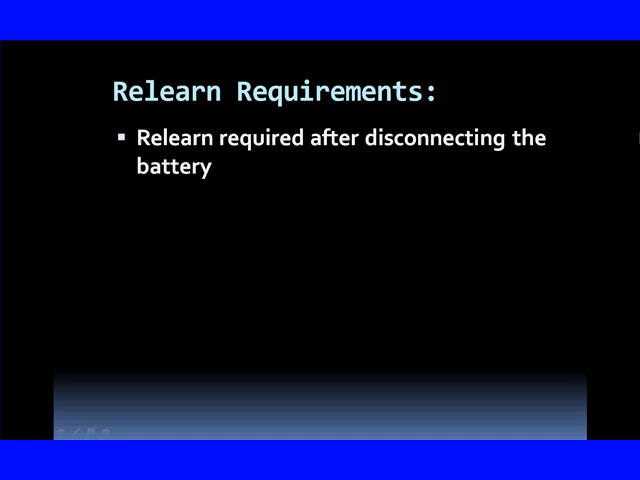 Relearn Requirements:
▪ Relearn required after disconnecting the
battery